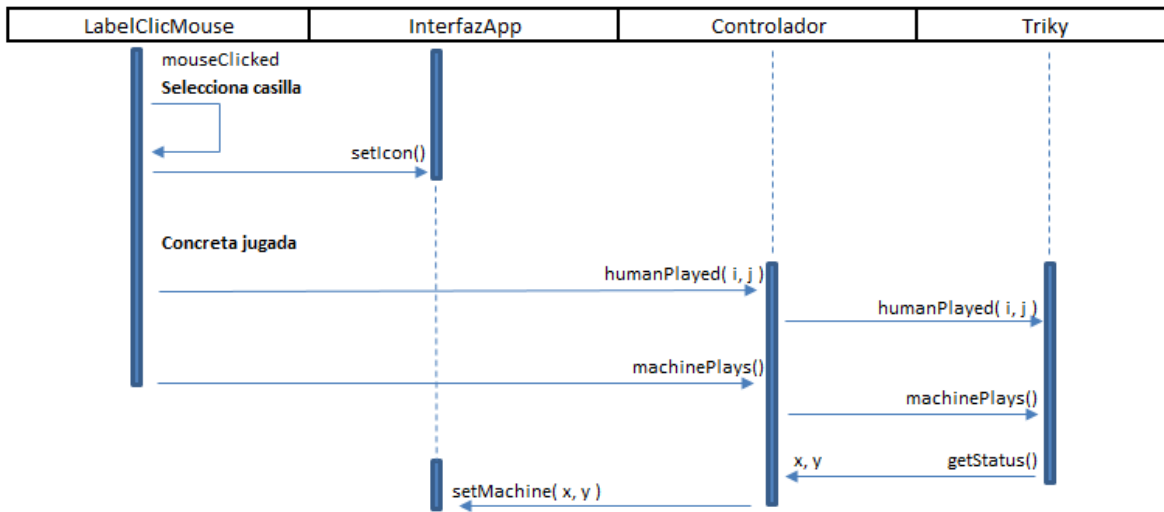 LabelClicMouse InterfazApp Controlador Triky
mouseClicked
Selecciona casilla
setIcon()
Concreta jugada
humanPlayed( i, j )
humanPlayed( i, j )
machinePlays()
machinePlays()
x, y getStatus()
setMachine( x, y )